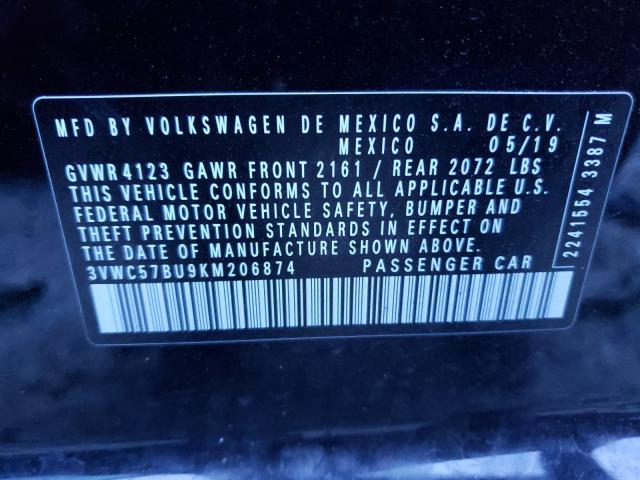 MFD BY VOLKSWAGEN DE MEXICO S.A. DE C.V.
MEXICO 05/19
GVWR4123 GAWR FRONT 2161 / REAR 2072 LBS
THIS VEHICLE CONFORMS TO ALL APPLICABLE U.S.
FEDERAL MOTOR VEHICLE SAFETY, BUMPER AND
THEFT PREVENTION STANDARDS IN EFFECT ON
THE DATE OF MANUFACTURE SHOWN ABOVE.
3VWC57BU9KM206874 PASSENGER CAR
2241554 3387 M